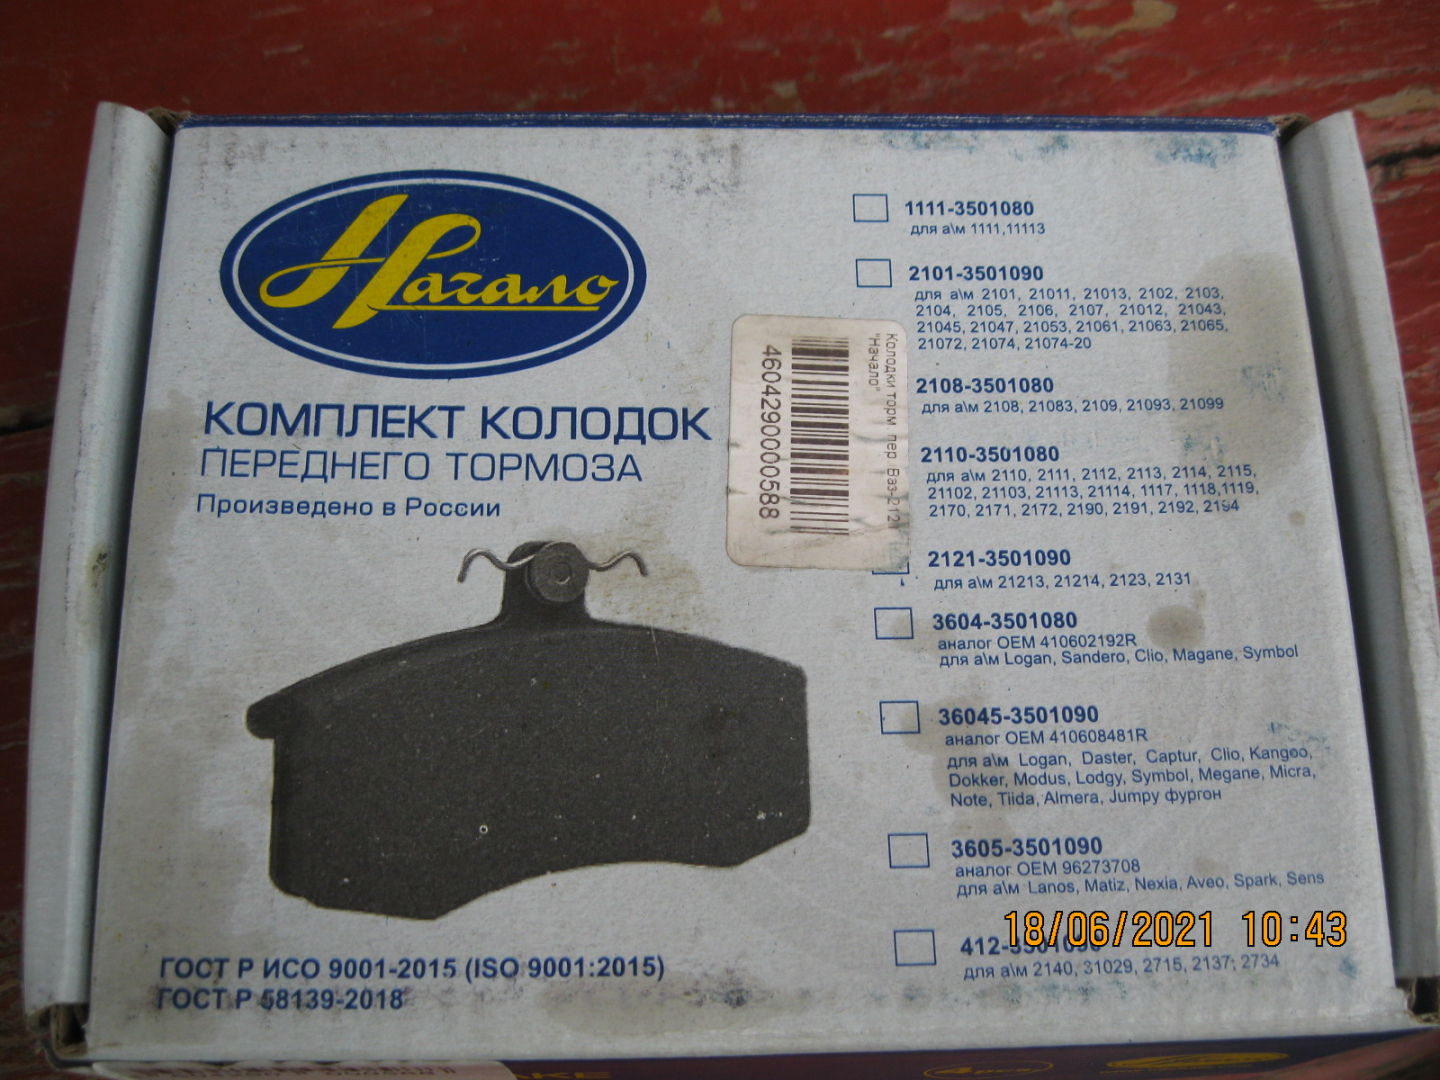 Начало
КОМПЛЕКТ КОЛОДОК
ПЕРЕДНЕГО ТОРМОЗА
Произведено в России
ГОСТ Р ИСО 9001-2015 (ISO 9001:2015)
ГОСТ Р 58139-2018
Колодки торм пер Ваз-212
"Начало"
4604290000588
1111-3501080
для а\м 1111,11113
2101-3501090
для а\м 2101, 21011, 21013, 2102, 2103,
2104, 2105, 2106, 2107, 21012, 21043,
21045, 21047, 21053, 21061, 21063, 21065,
21072, 21074, 21074-20
2108-3501080
для а\м 2108, 21083, 2109, 21093, 21099
2110-3501080
для а\м 2110, 2111, 2112, 2113, 2114, 2115,
21102, 21103, 21113, 21114, 1117, 1118,1119,
2170, 2171, 2172, 2190, 2191, 2192, 2194
2121-3501090
для а\м 21213, 21214, 2123, 2131
3604-3501080
аналог OEM 410602192R
для а\м Logan, Sandero, Clio, Magane, Symbol
36045-3501090
аналог OEM 410608481R
для а\м Logan, Daster, Captur, Clio, Kangoo,
Dokker, Modus, Lodgy, Symbol, Megane, Micra,
Note, Tiida, Almera, Jumpy фургон
3605-3501090
аналог OEM 96273708
для а\м Lanos, Matiz, Nexia, Aveo, Spark, Sens
18/06/2021 10:43
для а\м 2140, 31029, 2715, 2137, 2734